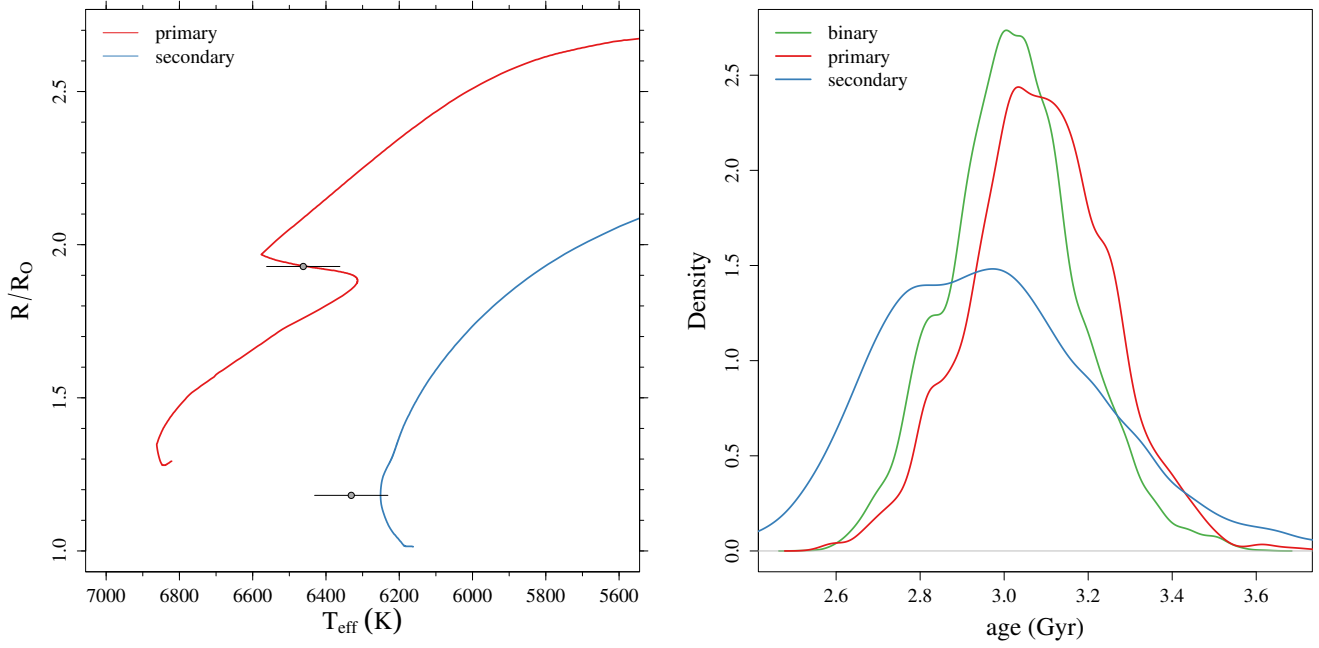 primary
secondary
R/R⊙
1.0
1.5
2.0
2.5
7000 6800 6600 6400 6200 6000 5800 5600
Teff (K)
binary
primary
secondary
Density
0.0
0.5
1.0
1.5
2.0
2.5
2.6 2.8 3.0 3.2 3.4 3.6
age (Gyr)